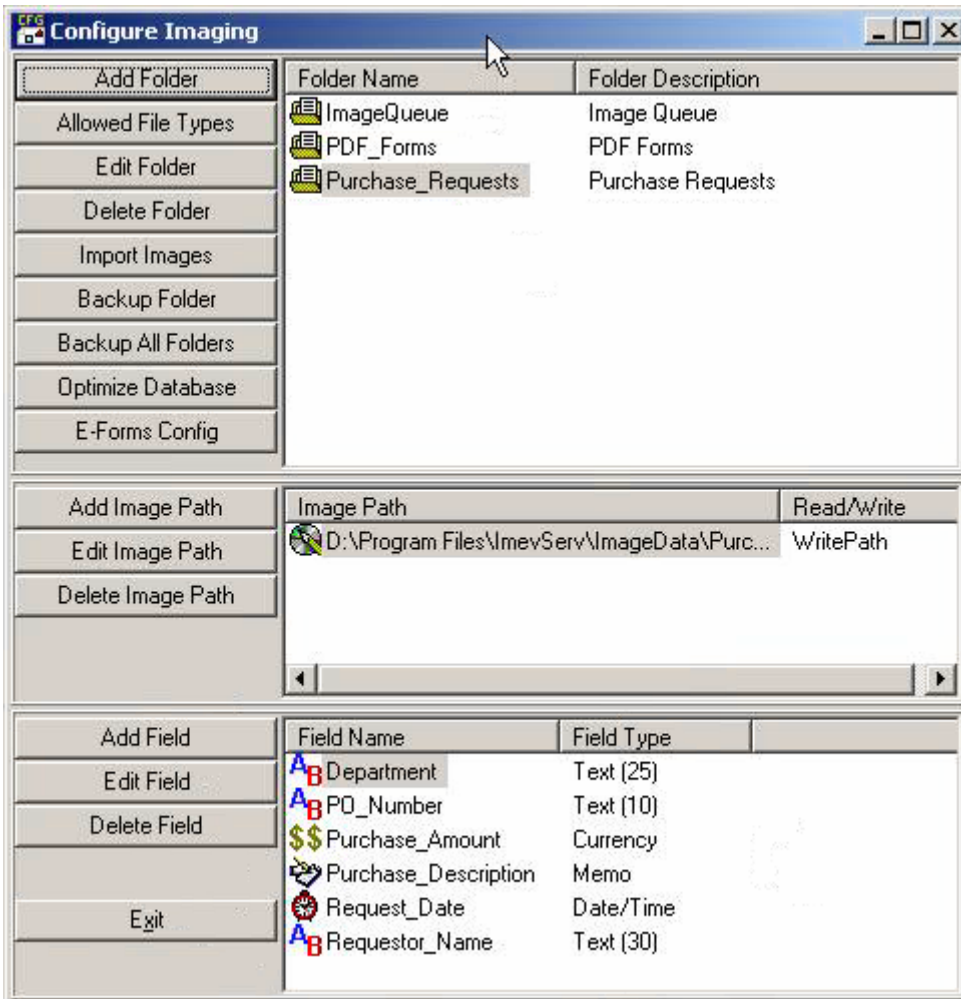 CFG
Configure Imaging
Add Folder
Allowed File Types
Edit Folder
Delete Folder
Import Images
Backup Folder
Backup All Folders
Optimize Database
E-Forms Config
Folder Name Folder Description
ImageQueue Image Queue
PDF_Forms PDF Forms
Purchase_Requests Purchase Requests
Add Image Path
Edit Image Path
Delete Image Path
Image Path Read/Write
D:\Program Files\ImevServ\ImageData\Purc... WritePath
Add Field
Edit Field
Delete Field
Exit
Field Name Field Type
AB Department Text (25)
AB PO_Number Text (10)
$$ Purchase_Amount Currency
Purchase_Description Memo
Request_Date Date/Time
AB Requestor_Name Text (30)